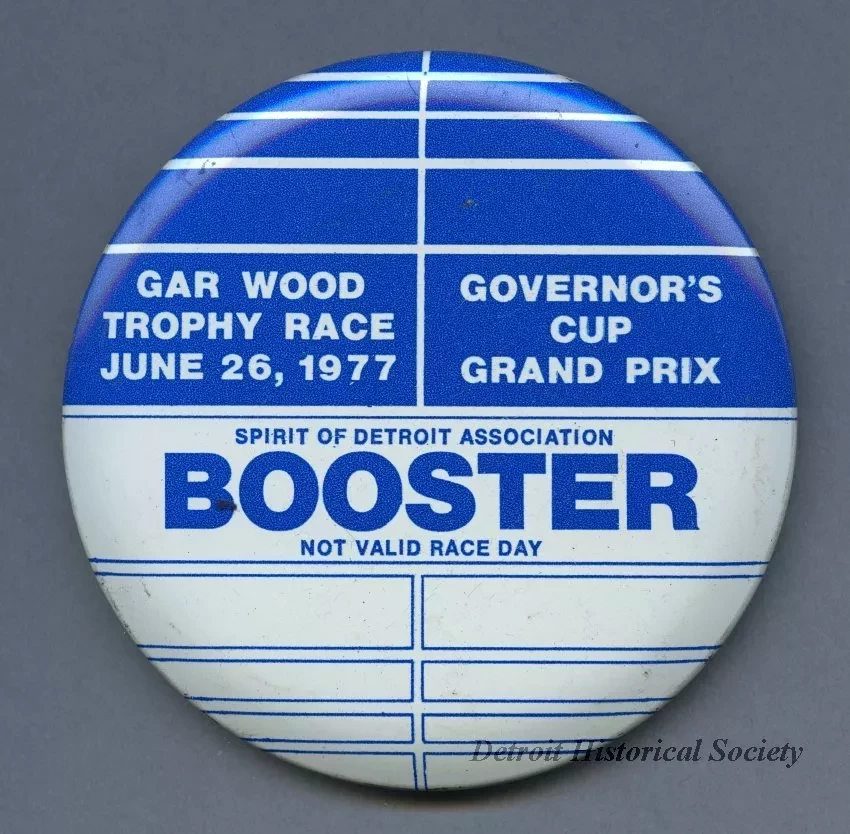 GAR WOOD
TROPHY RACE
JUNE 26, 1977
GOVERNOR'S
CUP
GRAND PRIX
SPIRIT OF DETROIT ASSOCIATION
BOOSTER
NOT VALID RACE DAY
Detroit Historical Society